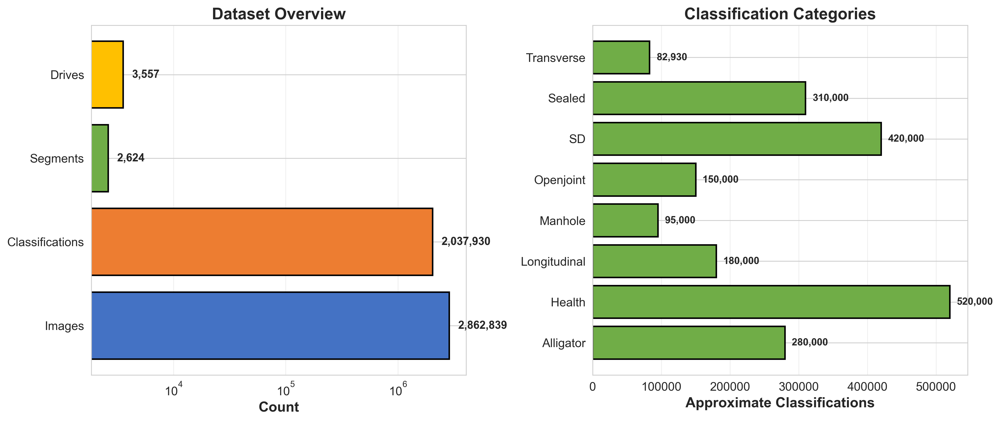 Dataset Overview
Drives
3,557
Segments
2,624
Classifications
2,037,930
Images
2,862,839
10^4
10^5
10^6
Count
Classification Categories
Transverse
82,930
Sealed
310,000
SD
420,000
Openjoint
150,000
Manhole
95,000
Longitudinal
180,000
Health
520,000
Alligator
280,000
0
100000
200000
300000
400000
500000
Approximate Classifications